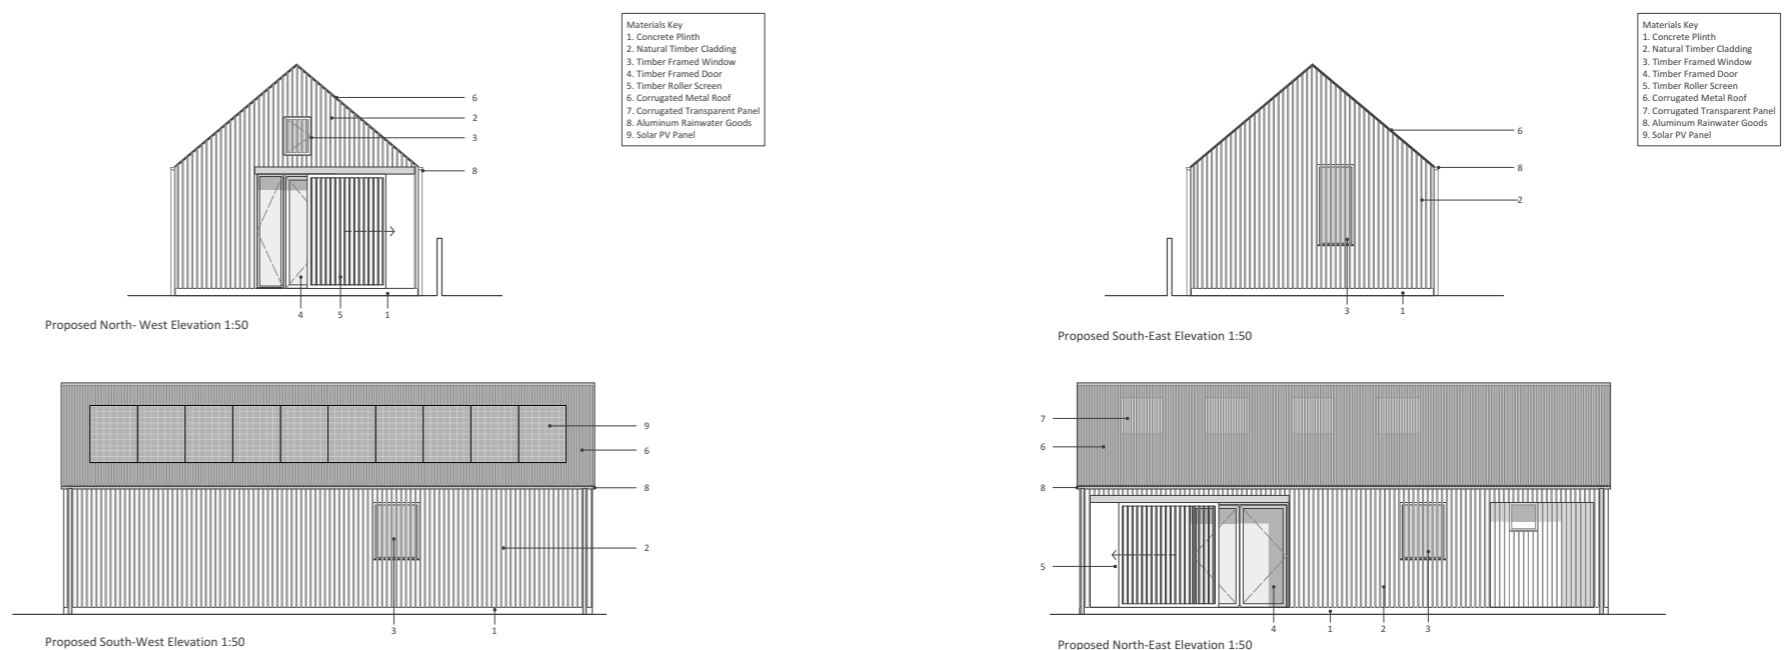 Materials Key
1. Concrete Plinth
2. Natural Timber Cladding
3. Timber Framed Window
4. Timber Framed Door
5. Timber Roller Screen
6. Corrugated Metal Roof
7. Corrugated Transparent Panel
8. Aluminum Rainwater Goods
9. Solar PV Panel
6
2
3
8
4 5 1
Proposed North- West Elevation 1:50
Materials Key
1. Concrete Plinth
2. Natural Timber Cladding
3. Timber Framed Window
4. Timber Framed Door
5. Timber Roller Screen
6. Corrugated Metal Roof
7. Corrugated Transparent Panel
8. Aluminum Rainwater Goods
9. Solar PV Panel
6
8
2
3 1
Proposed South-East Elevation 1:50
9
6
8
2
3 1
Proposed South-West Elevation 1:50
7
6
8
5
4 1 2 3
Proposed North-East Elevation 1:50